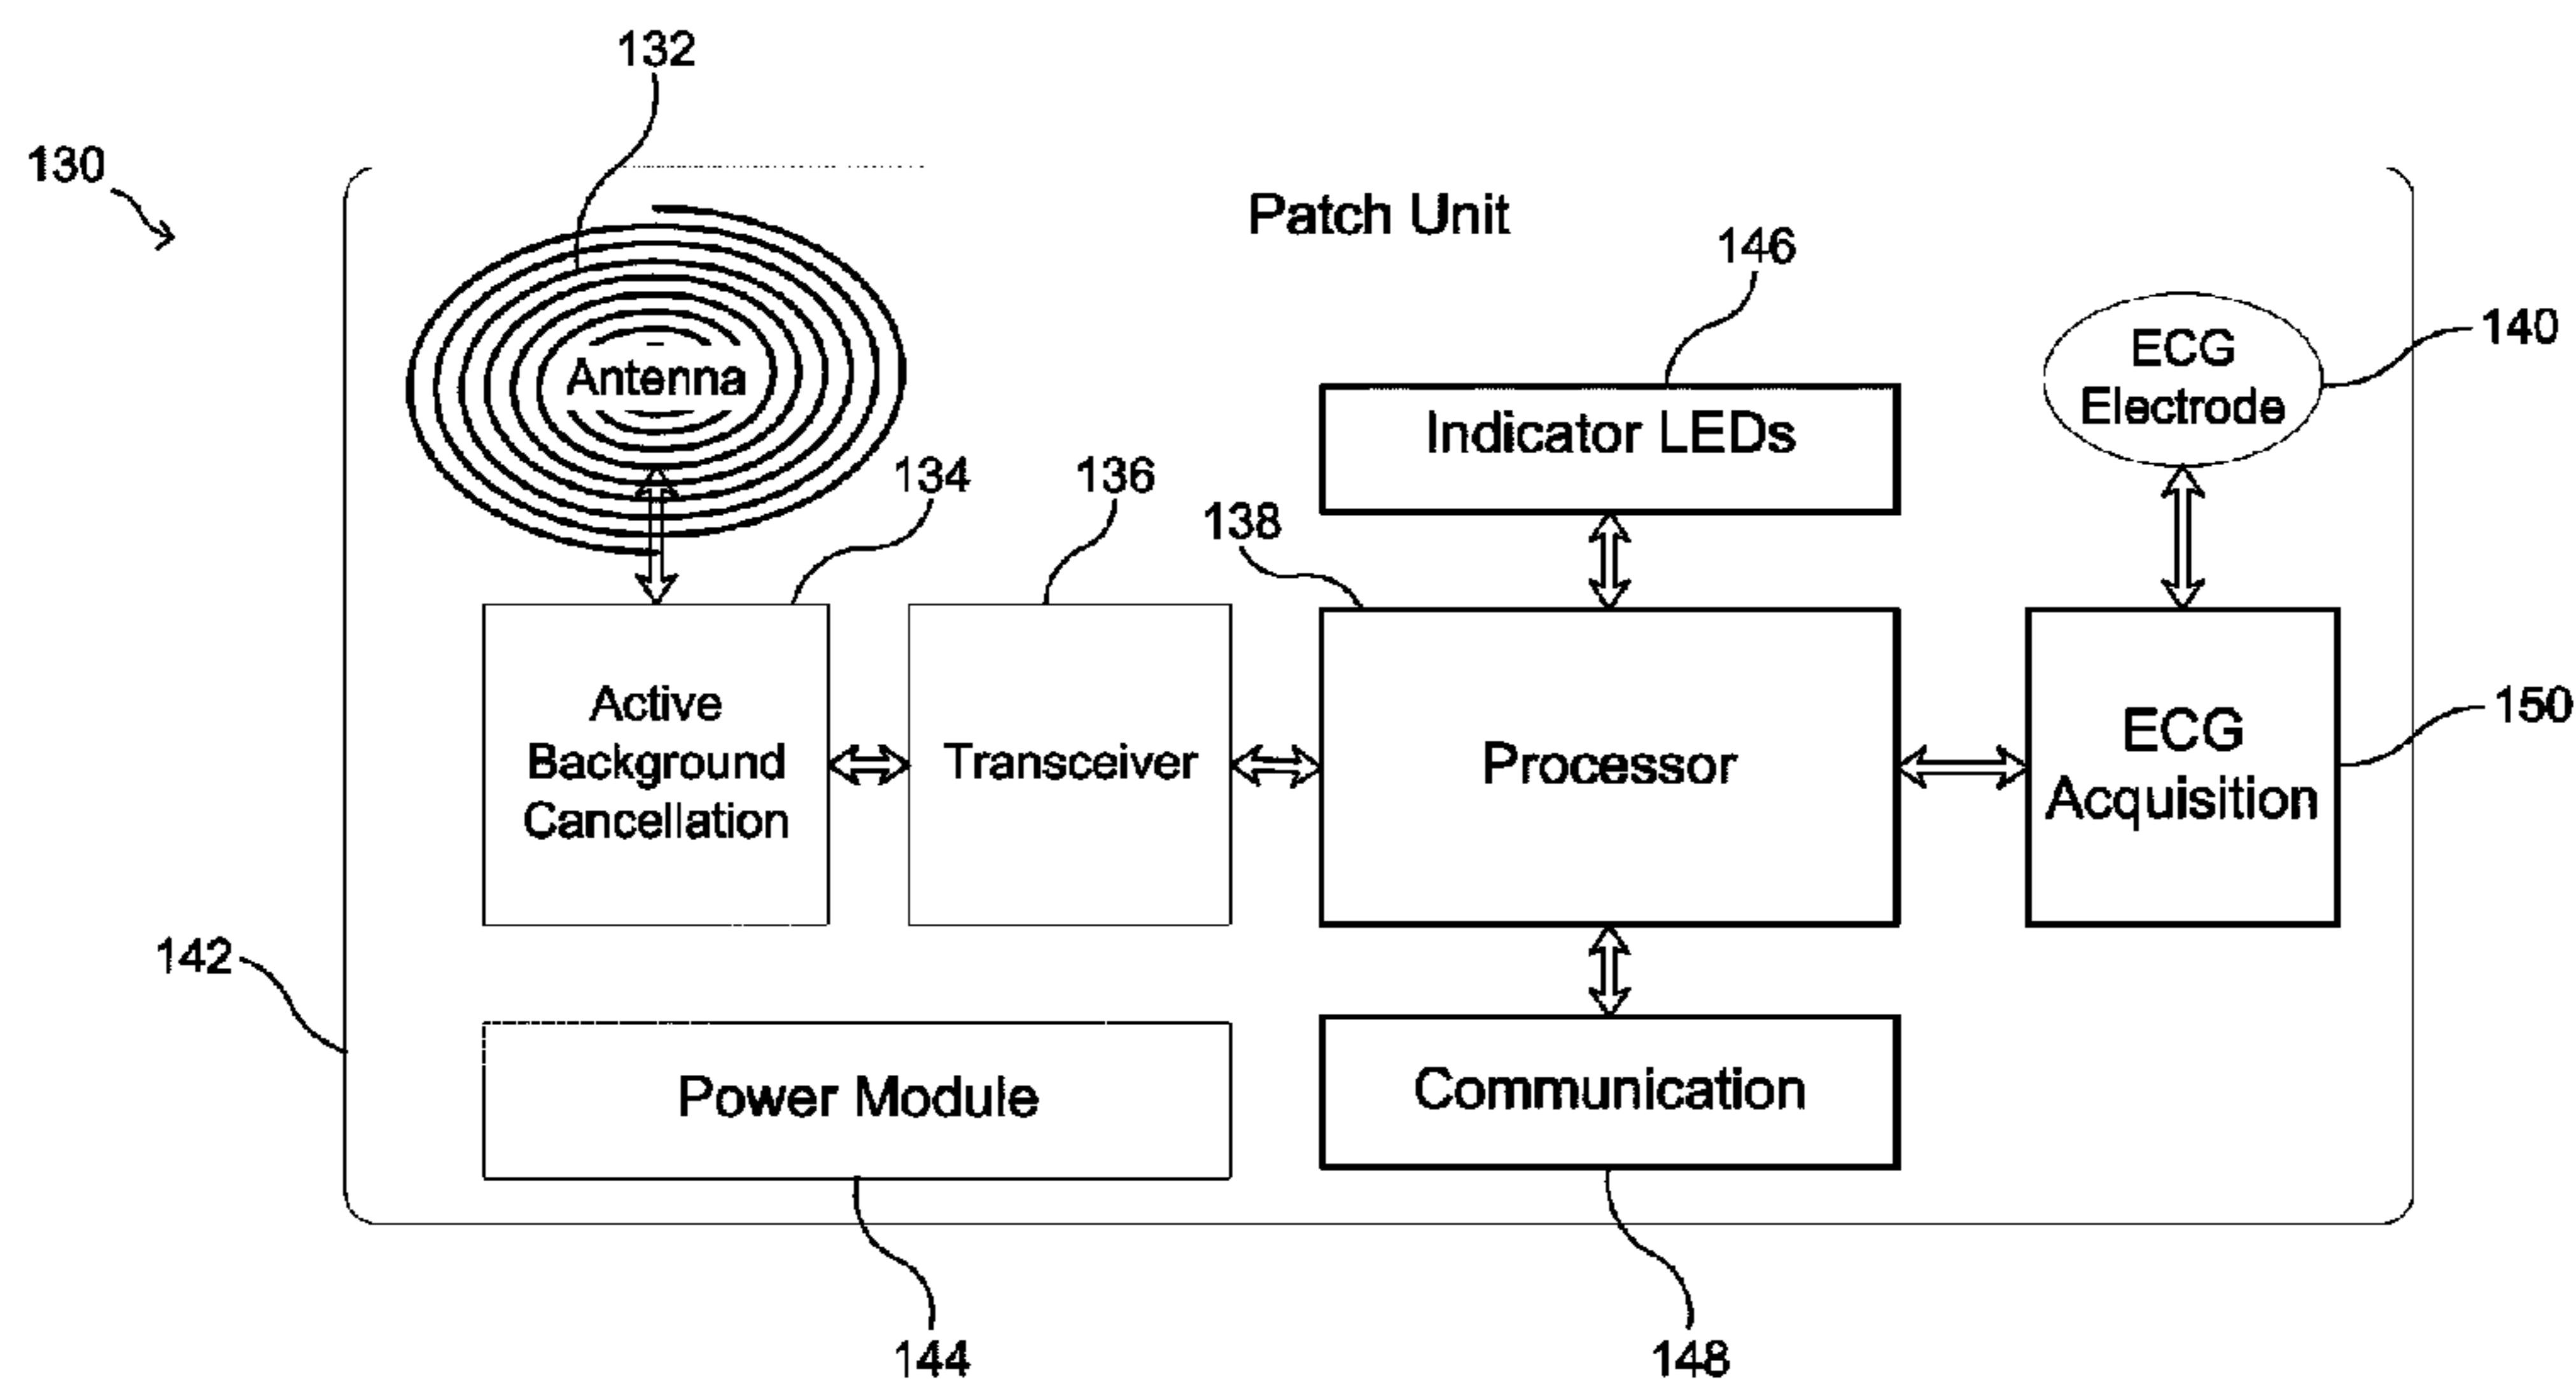 132
130
Patch Unit
146
Antenna
ECG
Electrode
140
Indicator LEDs
134
136
138
Active
Background
Cancellation
Transceiver
Processor
ECG
Acquisition
150
142
Power Module
Communication
144
148